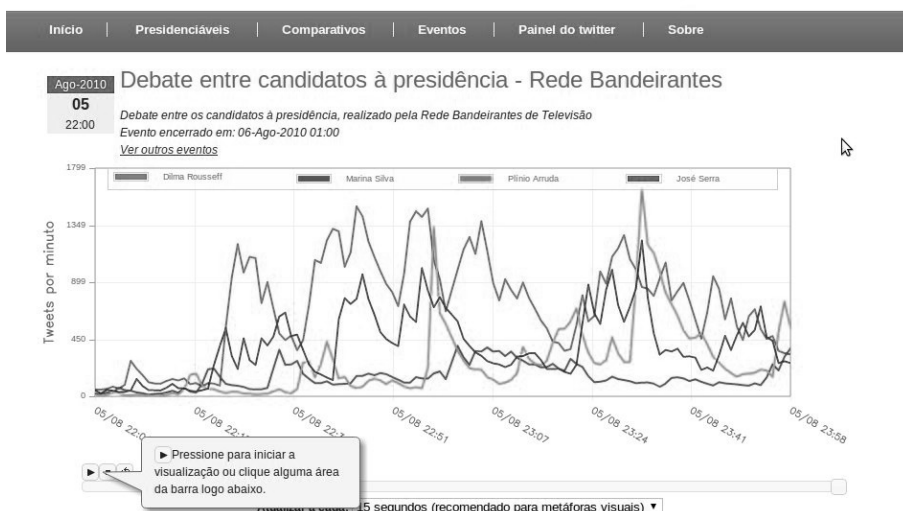 Início Presidenciáveis Comparativos Eventos Painel do twitter Sobre
Ago-2010
05
22:00
Debate entre candidatos à presidência - Rede Bandeirantes
Debate entre os candidatos à presidência, realizado pela Rede Bandeirantes de Televisão
Evento encerrado em: 06-Ago-2010 01:00
Ver outros eventos
Tweets por minuto
1799
1349
899
450
0
Dilma Rousseff Marina Silva Plínio Arruda José Serra
05/08 22:51 05/08 23:07 05/08 23:24 05/08 23:41 05/08 23:58
Pressione para iniciar a
visualização ou clique alguma área
da barra logo abaixo.
15 segundos (recomendado para metáforas visuais)